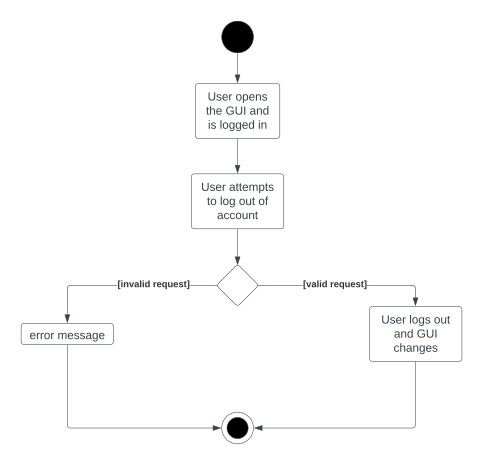 User opens
the GUI and
is logged in
User attempts
to log out of
account
[invalid request]
[valid request]
error message
User logs out
and GUI
changes